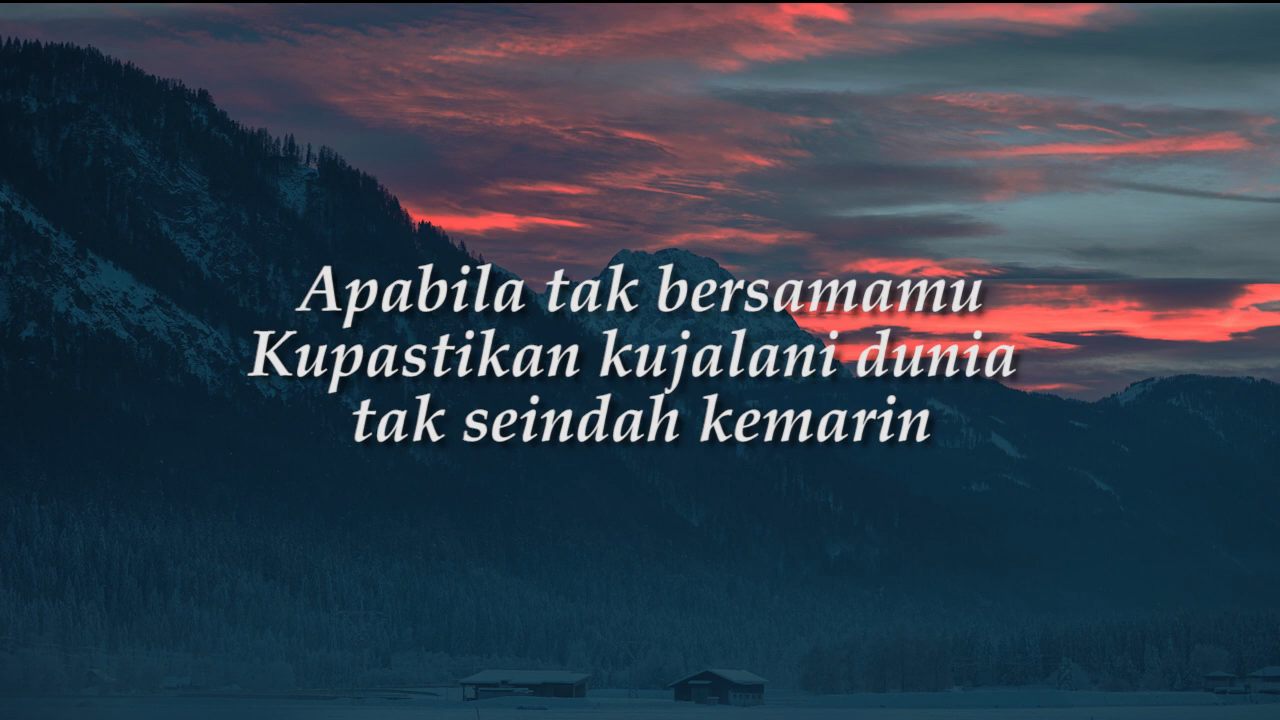 Apabila tak bersamamu
Kupastikan kujalani dunia
tak seindah kemarin